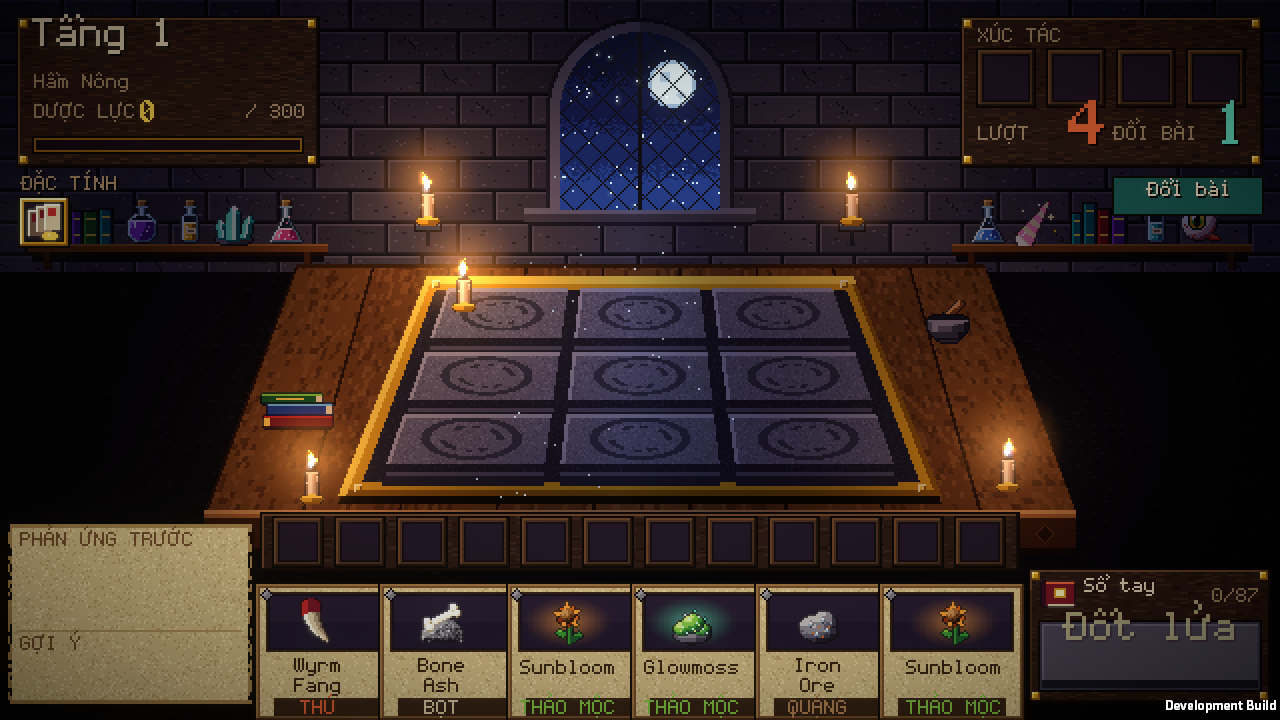 Tầng 1
Hầm Nông
DƯỢC LỰC 0 / 300
ĐẶC TÍNH
XÚC TÁC
LƯỢT 4 ĐỔI BÀI 1
Đổi bài
PHẢN ỨNG TRƯỚC
GỢI Ý
Wyrm Fang
THÚ
Bone Ash
BỘT
Sunbloom
THẢO MỘC
Glowmoss
THẢO MỘC
Iron Ore
QUẶNG
Sunbloom
THẢO MỘC
Sổ tay
0/87
Đốt lửa
Development Build